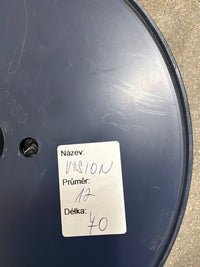 Název:
VISION
Průměr:
12
Délka:
70